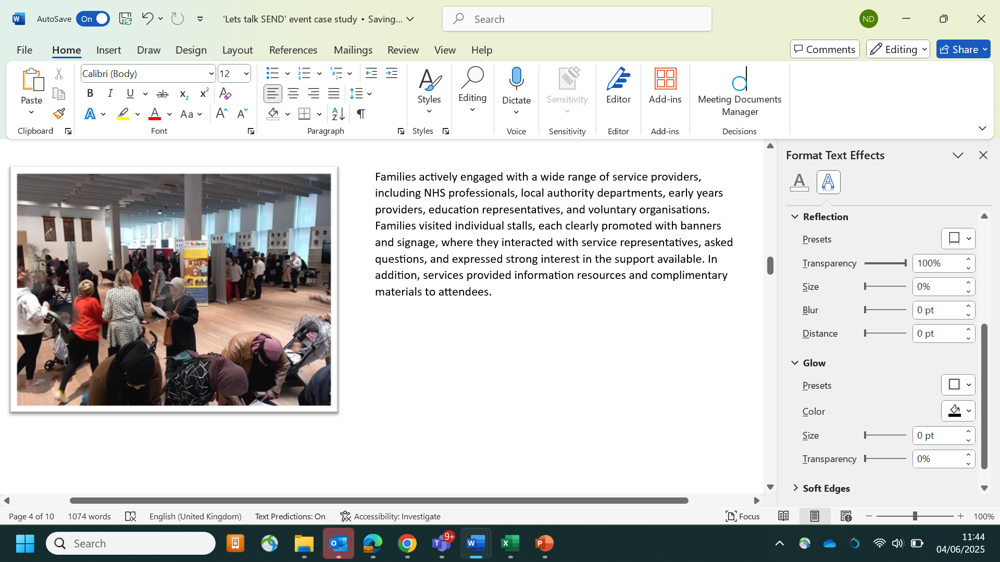 AutoSave On 'Lets talk SEND' event case study • Saving... Search ND
File Home Insert Draw Design Layout References Mailings Review View Help Comments Editing Share
Paste
Clipboard
Calibri (Body) 12
Font
Paragraph
Styles
Styles
Editing
Dictate
Voice
Sensitivity
Sensitivity
Editor
Editor
Add-ins
Add-ins
Meeting Documents
Manager
Decisions
Families actively engaged with a wide range of service providers,
including NHS professionals, local authority departments, early years
providers, education representatives, and voluntary organisations.
Families visited individual stalls, each clearly promoted with banners
and signage, where they interacted with service representatives, asked
questions, and expressed strong interest in the support available. In
addition, services provided information resources and complimentary
materials to attendees.
Format Text Effects
Reflection
Presets
Transparency 100%
Size 0%
Blur 0 pt
Distance 0 pt
Glow
Presets
Color
Size 0 pt
Transparency 0%
Soft Edges
Page 4 of 10 1074 words English (United Kingdom) Text Predictions: On Accessibility: Investigate Focus 100%
Search 9+ 11:44
04/06/2025